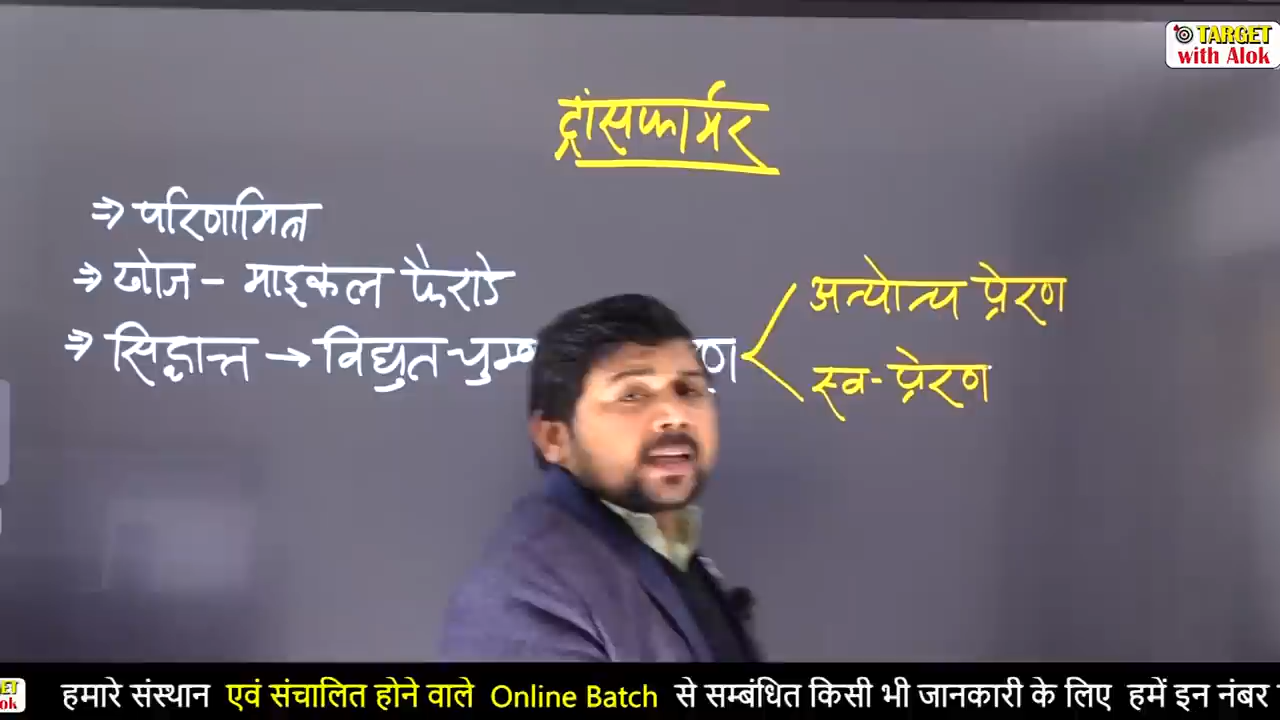 TARGET
with Alok
ट्रांसफार्मर
⇒ परिणामित्र
⇒ खोज - माइकल फैराडे
⇒ सिद्धान्त → विद्युत चुम्ब
अन्योन्य प्रेरण
स्व-प्रेरण
हमारे संस्थान एवं संचालित होने वाले Online Batch से सम्बंधित किसी भी जानकारी के लिए हमें इन नंबर